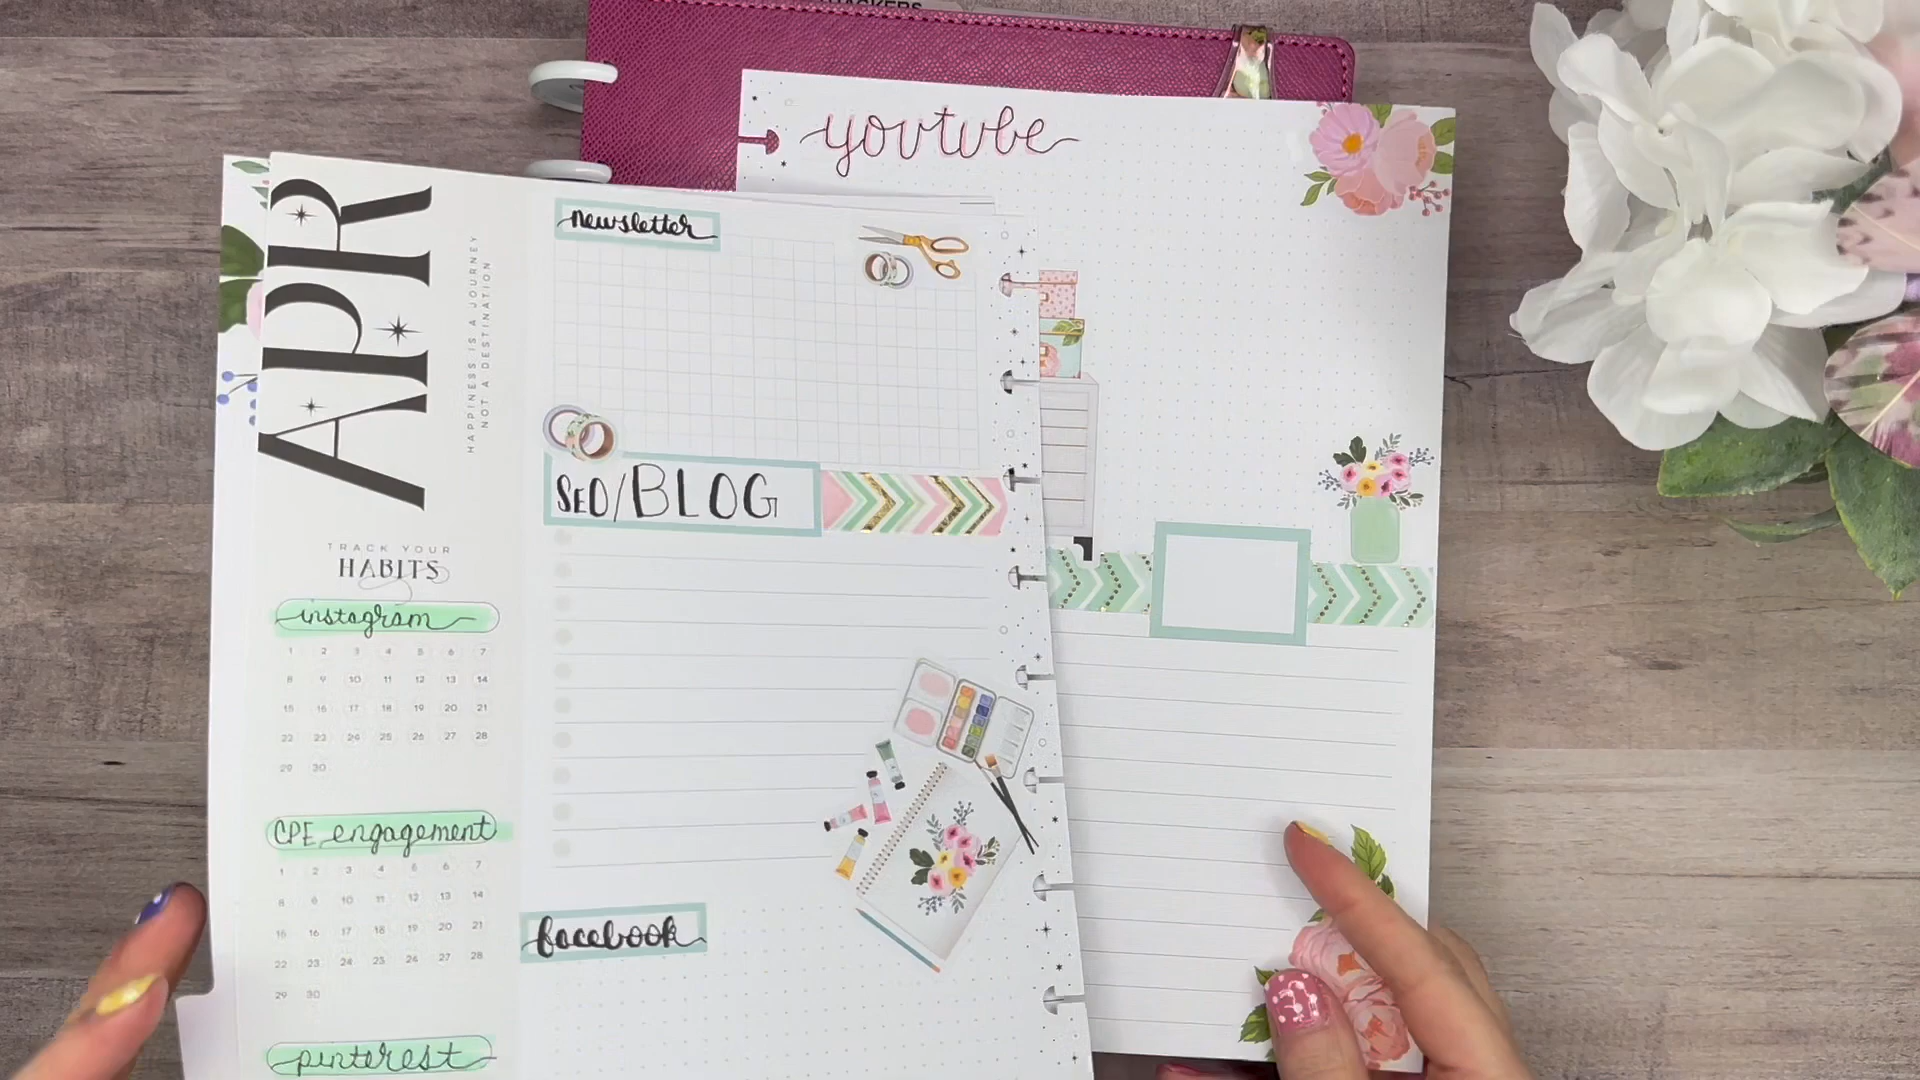 STICKERS
youtube
APR
HAPPINESS IS A JOURNEY
NOT A DESTINATION
newsletter
SEO/BLOG
TRACK YOUR
HABITS
instagram
1 2 3 4 5 6 7
8 9 10 11 12 13 14
15 16 17 18 19 20 21
22 23 24 25 26 27 28
29 30
CPE engagement
1 2 3 4 5 6 7
8 9 10 11 12 13 14
15 16 17 18 19 20 21
22 23 24 25 26 27 28
29 30
facebook
pinterest